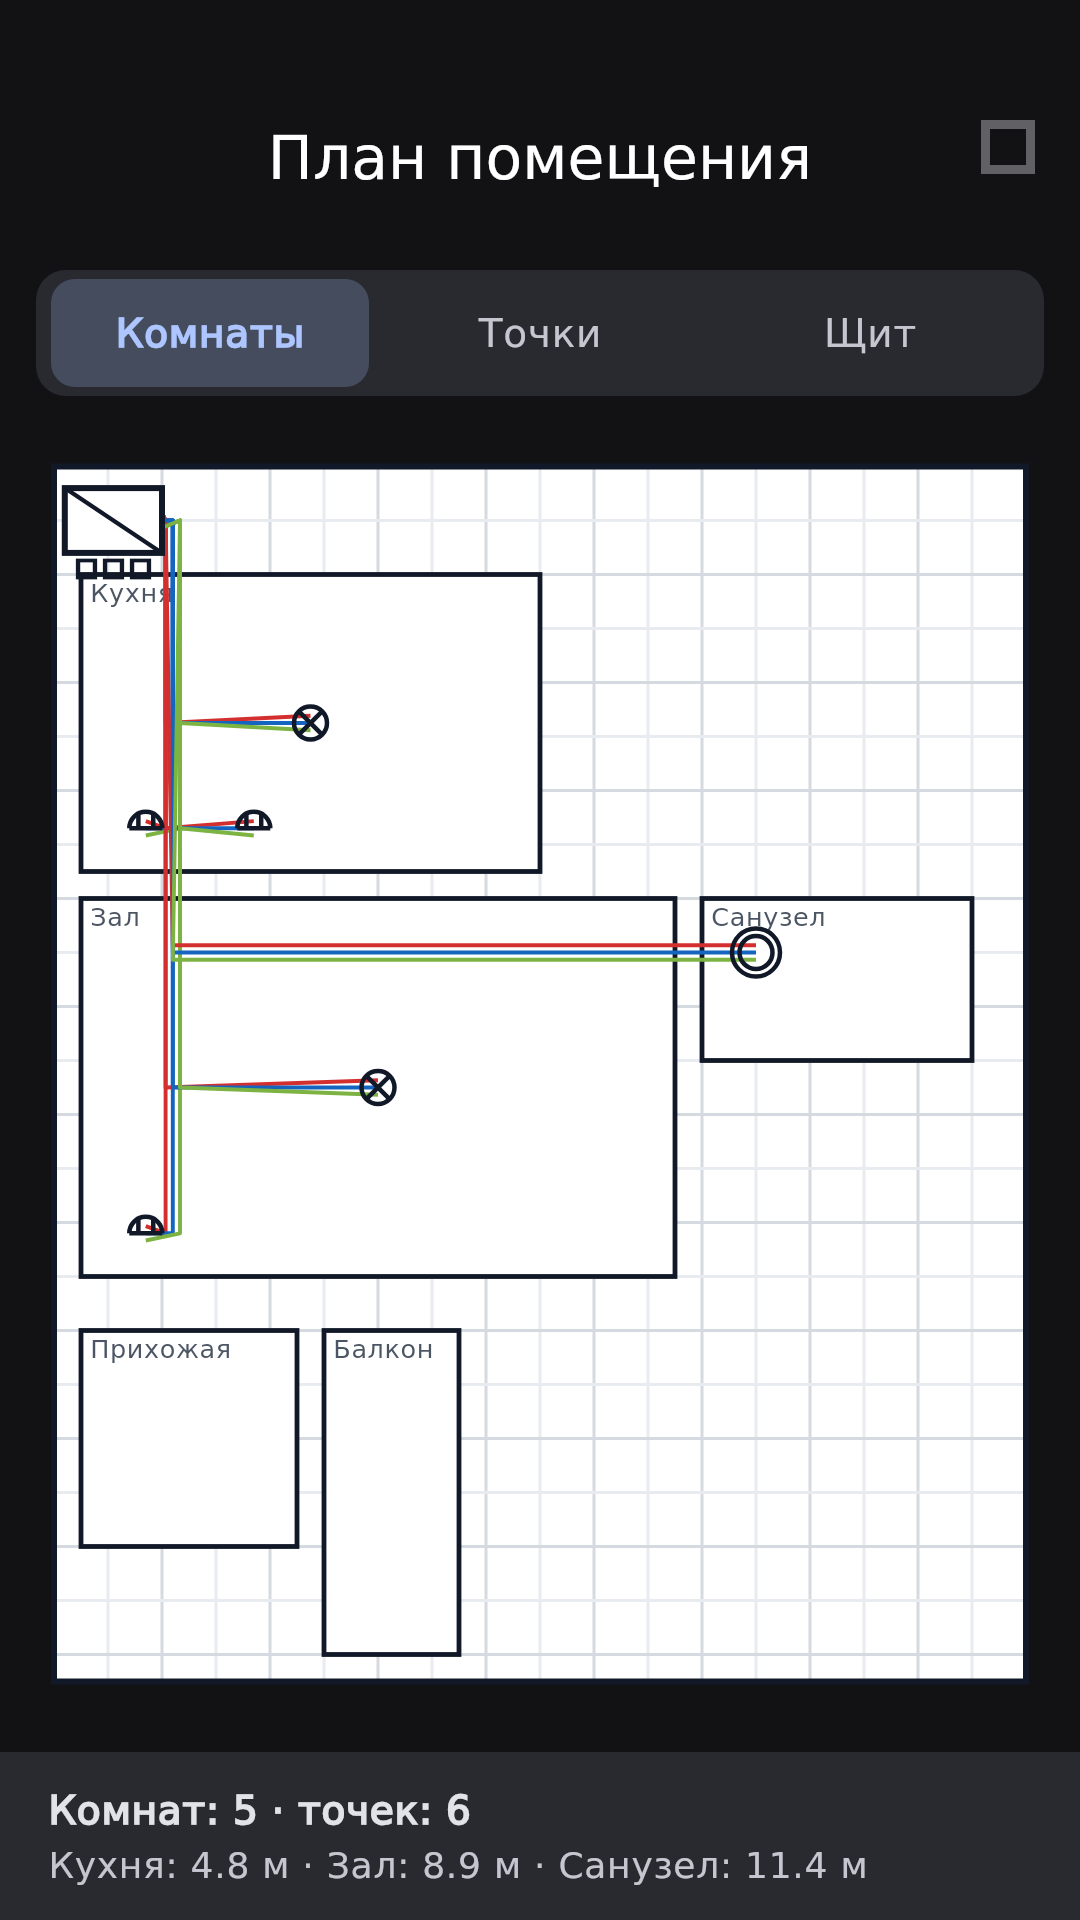 План помещения
Комнаты
Точки
Щит
Кухня
Зал
Санузел
Прихожая
Балкон
Комнат: 5 · точек: 6
Кухня: 4.8 м · Зал: 8.9 м · Санузел: 11.4 м